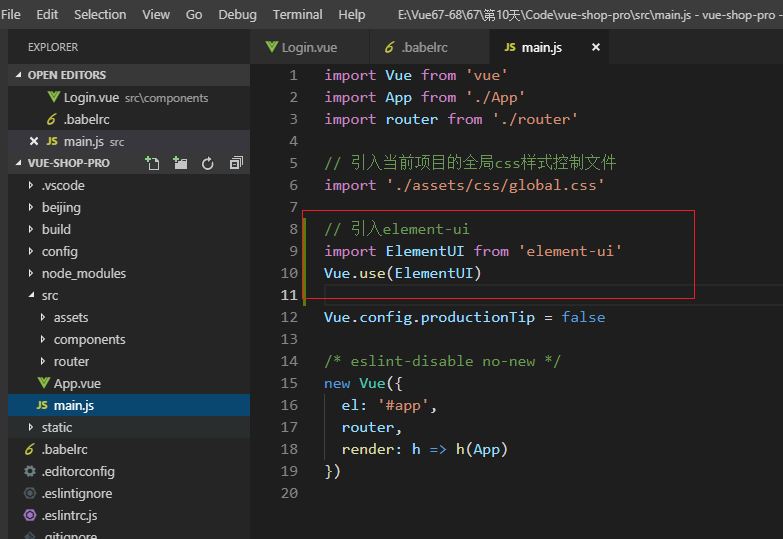 File Edit Selection View Go Debug Terminal Help E:\Vue67-68\67\第10天\Code\vue-shop-pro\src\main.js - vue-shop-pro -
EXPLORER
OPEN EDITORS
Login.vue src\components
.babelrc
main.js src
VUE-SHOP-PRO
.vscode
beijing
build
config
node_modules
src
assets
components
router
App.vue
main.js
static
.babelrc
.editorconfig
.eslintignore
.eslintrc.js
.gitignore
Login.vue .babelrc main.js
1 import Vue from 'vue'
2 import App from './App'
3 import router from './router'
4
5 // 引入当前项目的全局css样式控制文件
6 import './assets/css/global.css'
7
8 // 引入element-ui
9 import ElementUI from 'element-ui'
10 Vue.use(ElementUI)
11
12 Vue.config.productionTip = false
13
14 /* eslint-disable no-new */
15 new Vue({
16 el: '#app',
17 router,
18 render: h => h(App)
19 })
20